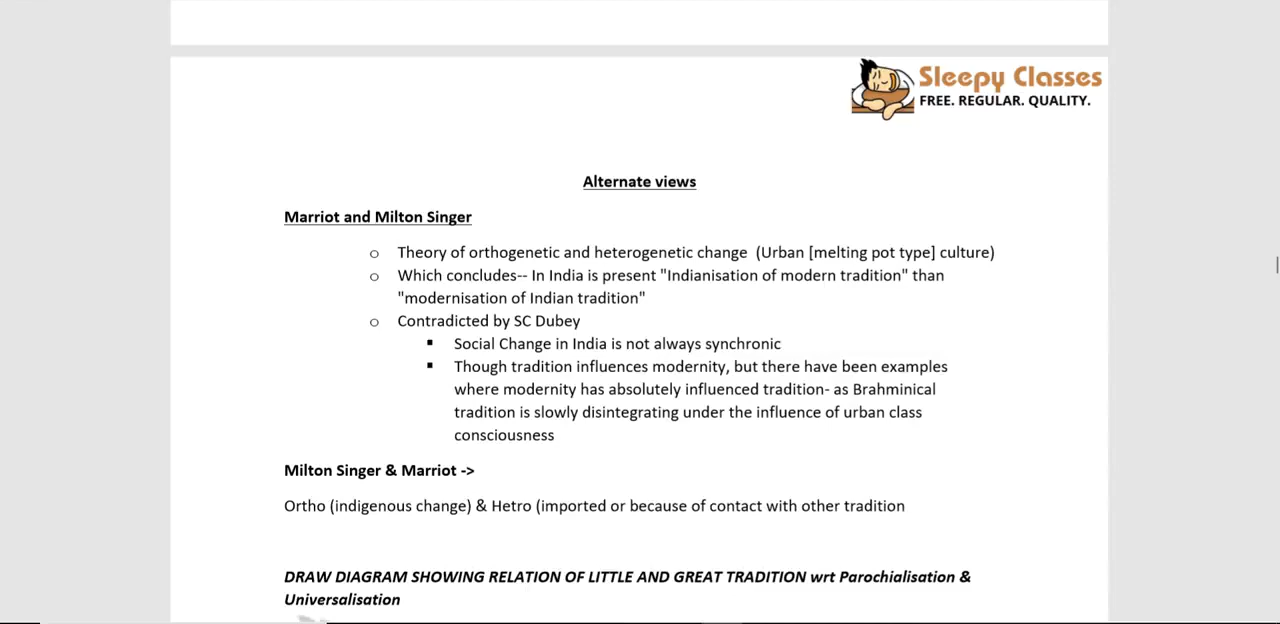 Sleepy Classes
FREE. REGULAR. QUALITY.
Alternate views
Marriot and Milton Singer
o Theory of orthogenetic and heterogenetic change (Urban [melting pot type] culture)
o Which concludes-- In India is present "Indianisation of modern tradition" than
"modernisation of Indian tradition"
o Contradicted by SC Dubey
▪ Social Change in India is not always synchronic
▪ Though tradition influences modernity, but there have been examples
where modernity has absolutely influenced tradition- as Brahminical
tradition is slowly disintegrating under the influence of urban class
consciousness
Milton Singer & Marriot ->
Ortho (indigenous change) & Hetro (imported or because of contact with other tradition
DRAW DIAGRAM SHOWING RELATION OF LITTLE AND GREAT TRADITION wrt Parochialisation &
Universalisation